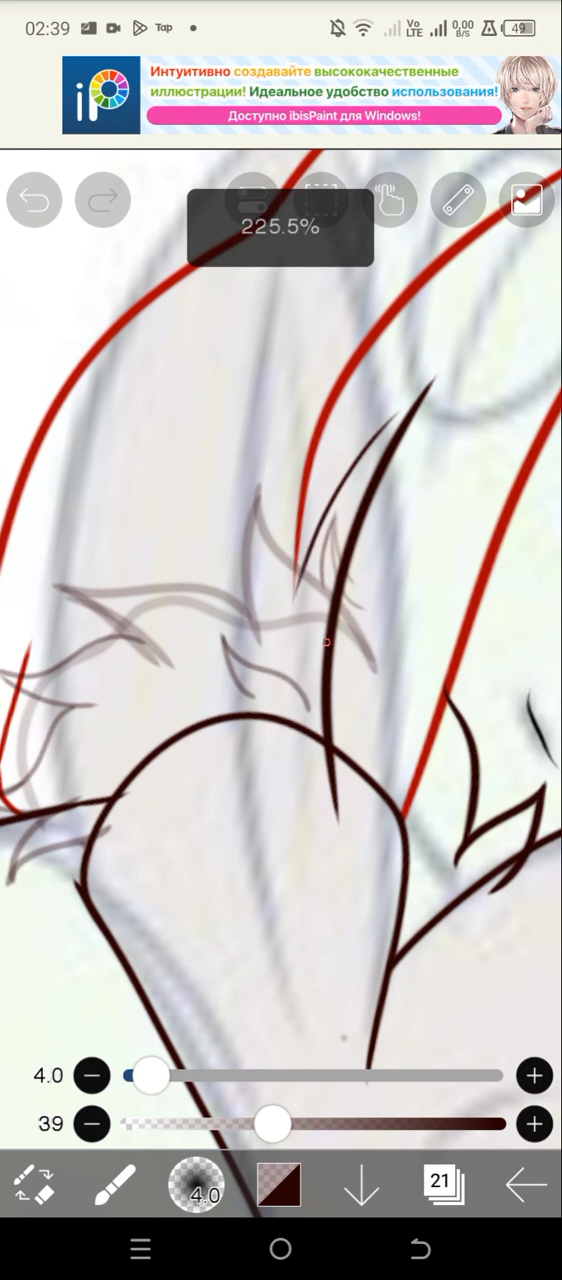 02:39 Tap Vo LTE 0,00 B/S 49
iP
Интуитивно создавайте высококачественные
иллюстрации! Идеальное удобство использования!
Доступно ibisPaint для Windows!
225.5%
4.0
39
4.0
21